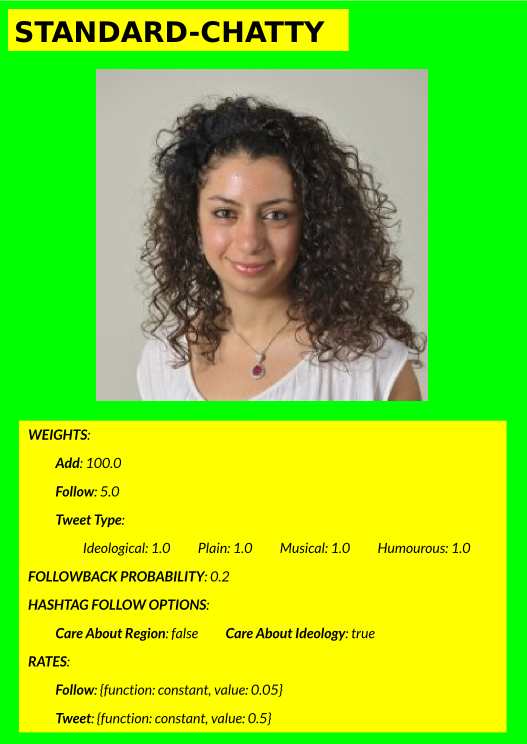 STANDARD-CHATTY
WEIGHTS:
Add: 100.0
Follow: 5.0
Tweet Type:
Ideological: 1.0 Plain: 1.0 Musical: 1.0 Humourous: 1.0
FOLLOWBACK PROBABILITY: 0.2
HASHTAG FOLLOW OPTIONS:
Care About Region: false Care About Ideology: true
RATES:
Follow: {function: constant, value: 0.05}
Tweet: {function: constant, value: 0.5}